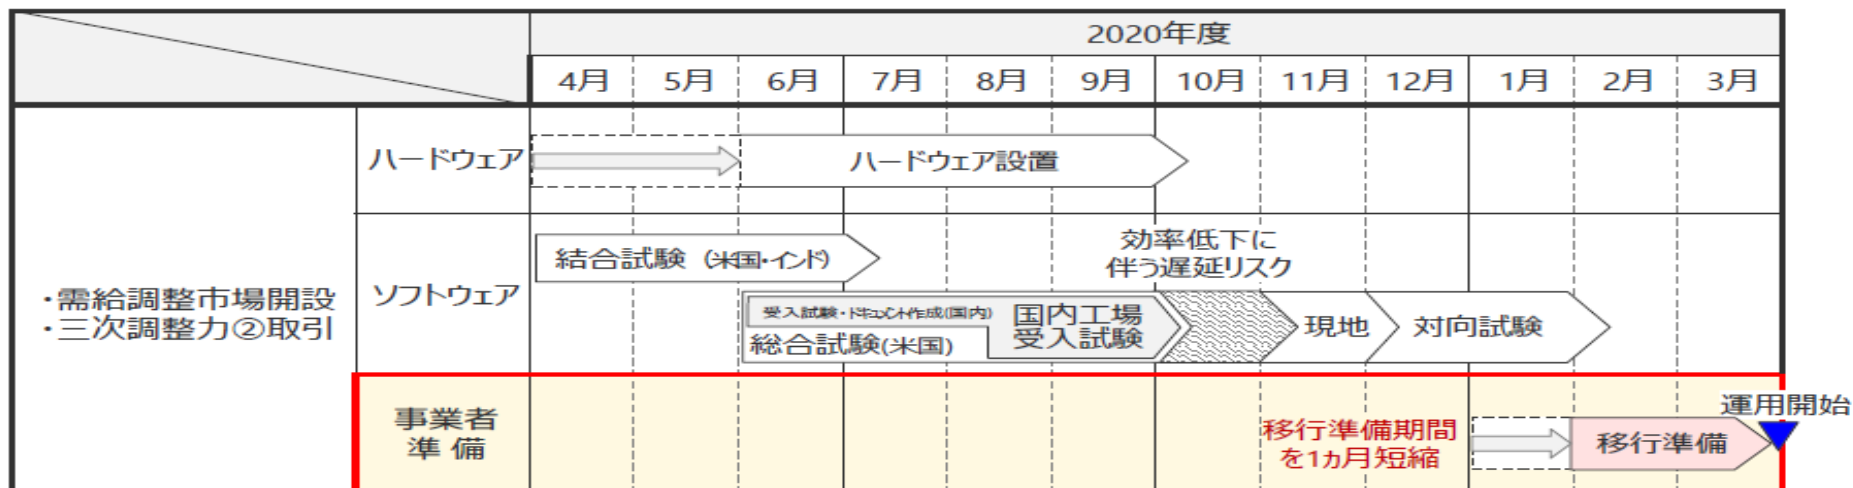 2020年度
4月 5月 6月 7月 8月 9月 10月 11月 12月 1月 2月 3月
・需給調整市場開設
・三次調整力②取引
ハードウェア
ハードウェア設置
ソフトウェア
結合試験（米国・インド）
効率低下に
伴う遅延リスク
受入試験・ドキュメント作成(国内)
総合試験(米国)
国内工場
受入試験
現地
対向試験
事業者
準 備
移行準備期間
を1ヵ月短縮
移行準備
運用開始